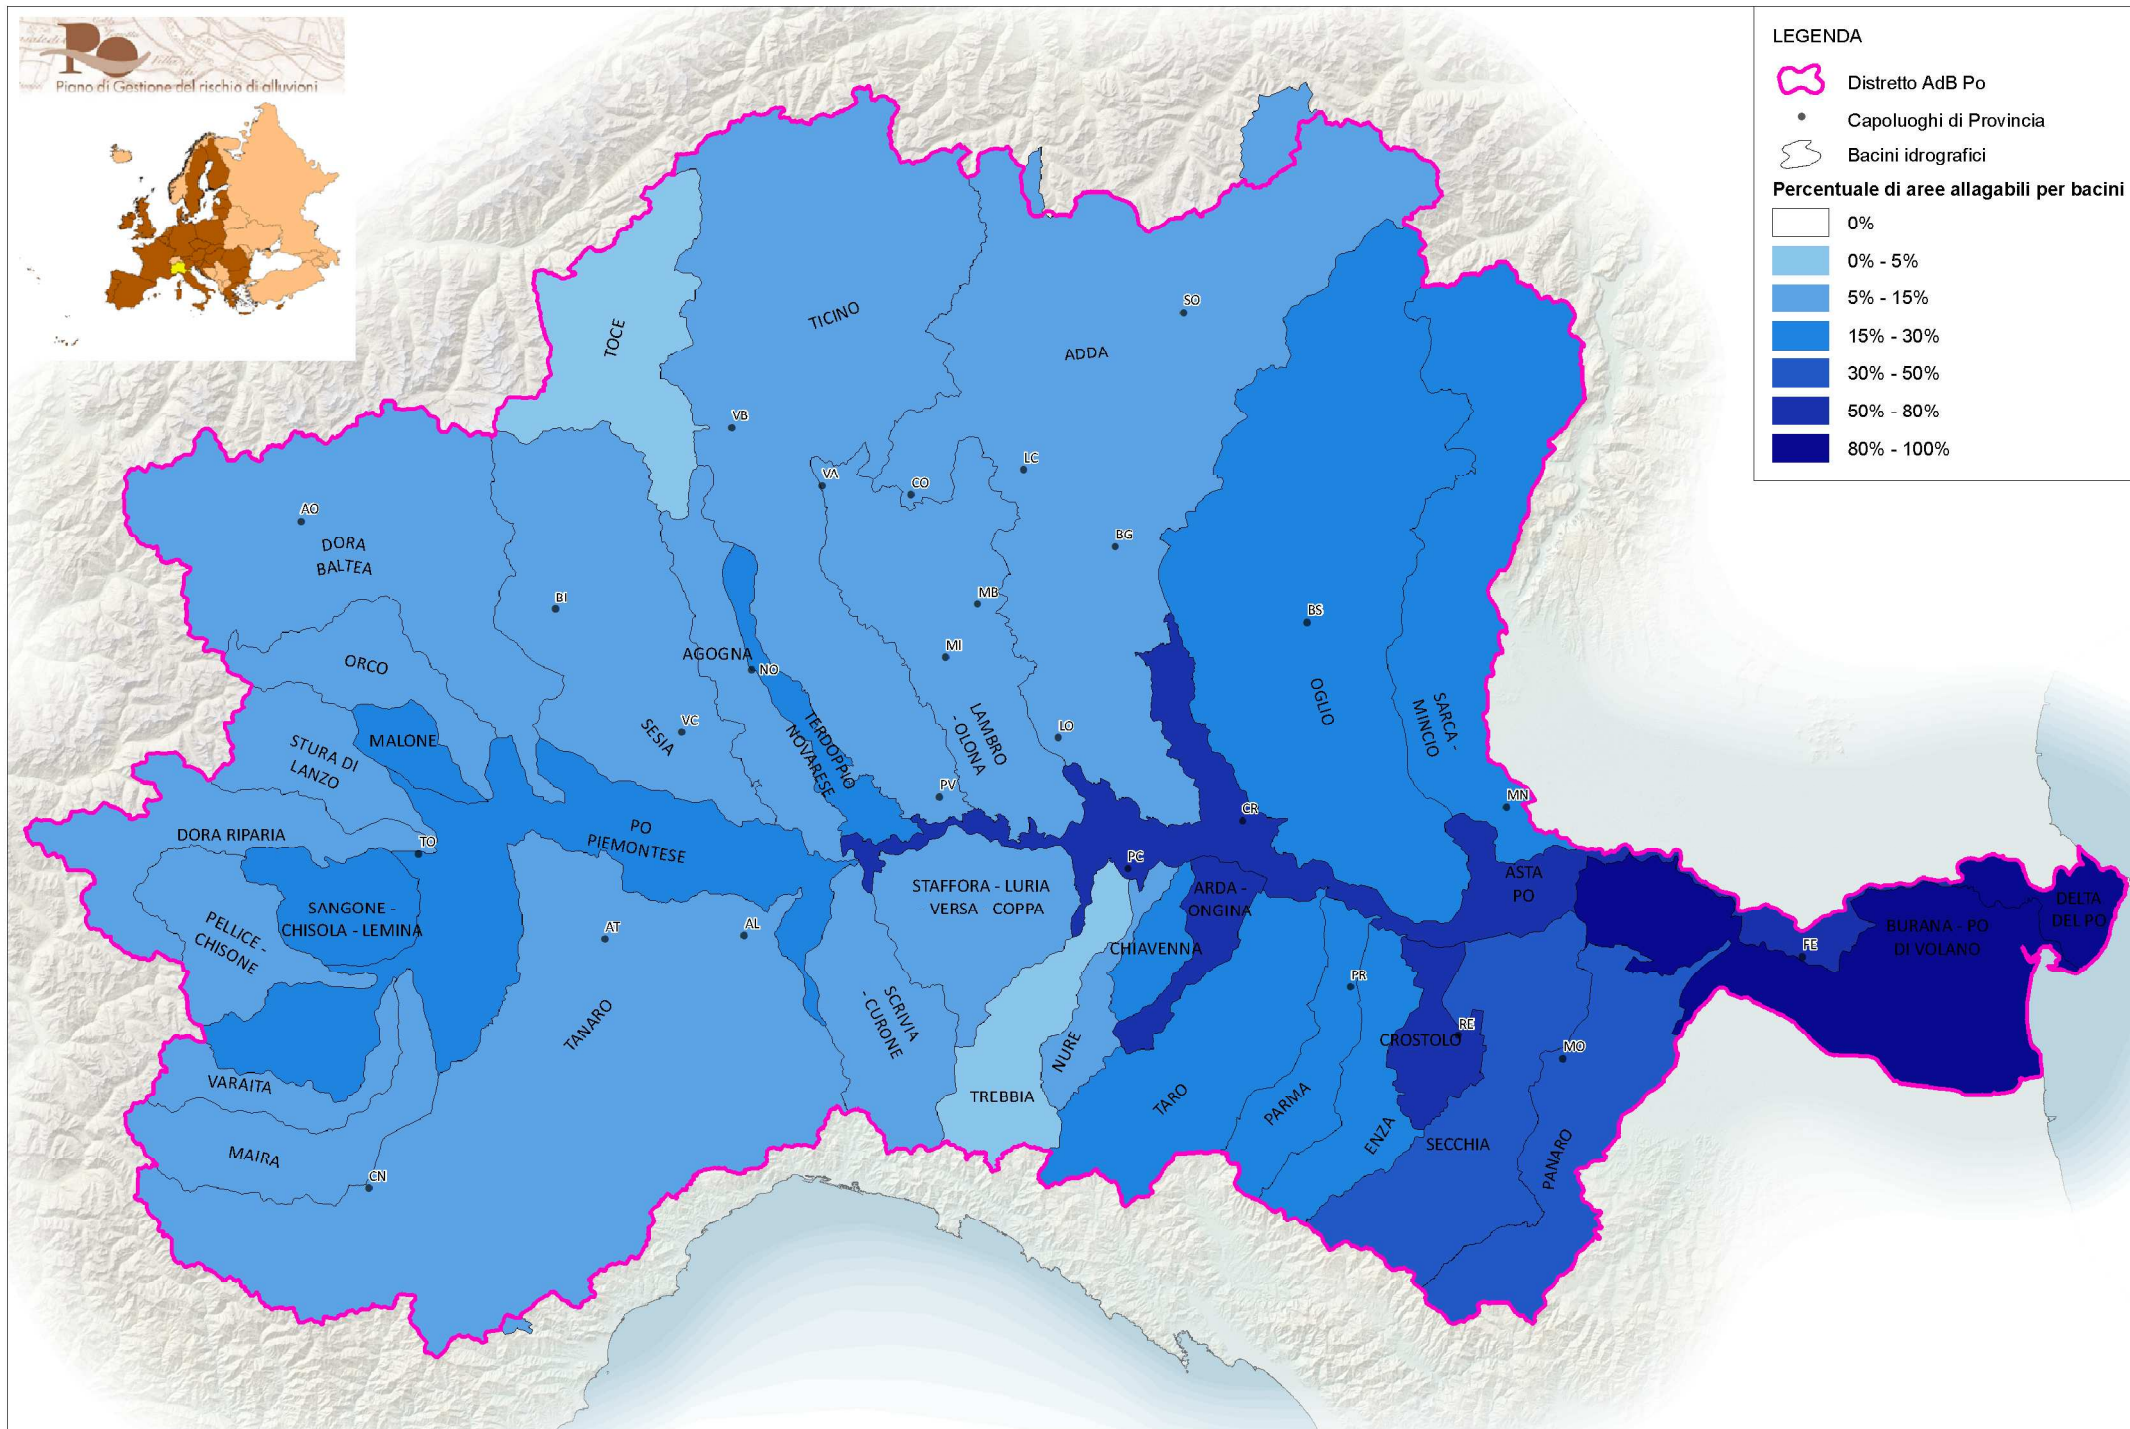 Piano di Gestione del rischio di alluvioni
LEGENDA
Distretto AdB Po
Capoluoghi di Provincia
Bacini idrografici
Percentuale di aree allagabili per bacini
0%
0% - 5%
5% - 15%
15% - 30%
30% - 50%
50% - 80%
80% - 100%
TOCE
TICINO
SO
ADDA
VB
VA
CO
LC
AO
DORA
BALTEA
BG
BI
MB
BS
MI
AGOGNA
NO
ORCO
OGLIO
SARCA -
MINCIO
SESIA
VC
TERDOPPIO
NOVARESE
LAMBRO
- OLONA
LO
MALONE
STURA DI
LANZO
PV
CR
MN
DORA RIPARIA
TO
PO
PIEMONTESE
PC
STAFFORA - LURIA
VERSA - COPPA
ARDA -
ONGINA
ASTA
PO
SANGONE -
CHISOLA - LEMINA
PELLICE -
CHISONE
AT
AL
CHIAVENNA
FE
BURANA - PO
DI VOLANO
DELTA
DEL PO
PR
SCRIVIA
- CURONE
TANARO
NURE
CROSTOLO
RE
MO
VARAITA
TREBBIA
TARO
PARMA
ENZA
SECCHIA
PANARO
MAIRA
CN